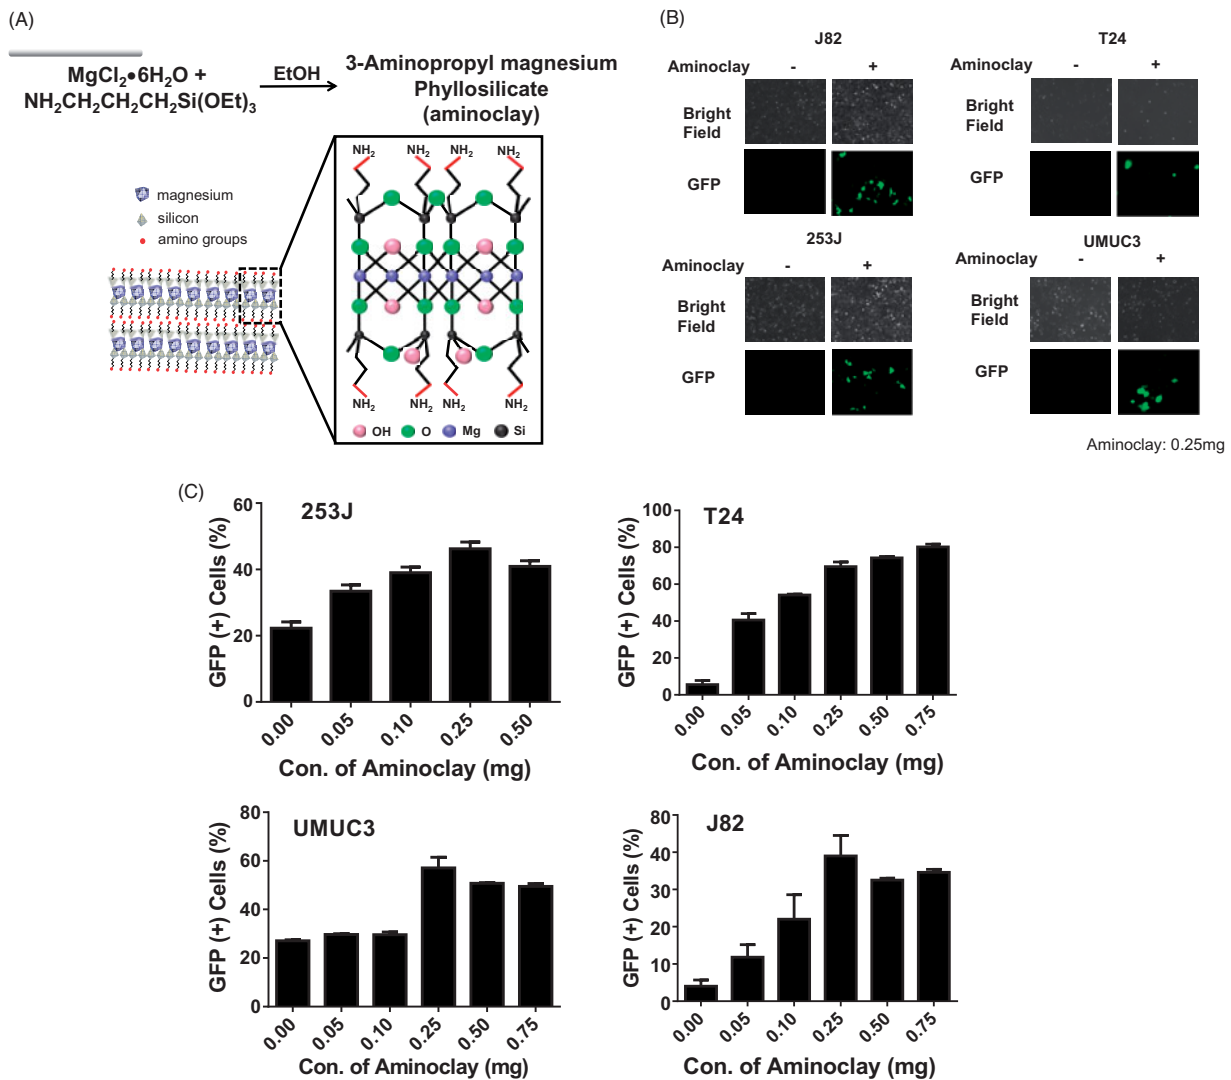 (A)
MgCl2•6H2O +
NH2CH2CH2CH2Si(OEt)3
EtOH
3-Aminopropyl magnesium
Phyllosilicate
(aminoclay)
magnesium
silicon
amino groups
NH2 NH2 NH2 NH2
NH2 NH2 NH2 NH2
OH O Mg Si
(B)
J82
Aminoclay - +
Bright
Field
GFP
T24
Aminoclay - +
Bright
Field
GFP
253J
Aminoclay - +
Bright
Field
GFP
UMUC3
Aminoclay - +
Bright
Field
GFP
Aminoclay: 0.25mg
(C)
253J
GFP (+) Cells (%)
60
40
20
0
0.00 0.05 0.10 0.25 0.50
Con. of Aminoclay (mg)
T24
GFP (+) Cells (%)
100
80
60
40
20
0
0.00 0.05 0.10 0.25 0.50 0.75
Con. of Aminoclay (mg)
UMUC3
GFP (+) Cells (%)
80
60
40
20
0
0.00 0.05 0.10 0.25 0.50 0.75
Con. of Aminoclay (mg)
J82
GFP (+) Cells (%)
80
40
30
20
10
0
0.00 0.05 0.10 0.25 0.50 0.75
Con. of Aminoclay (mg)